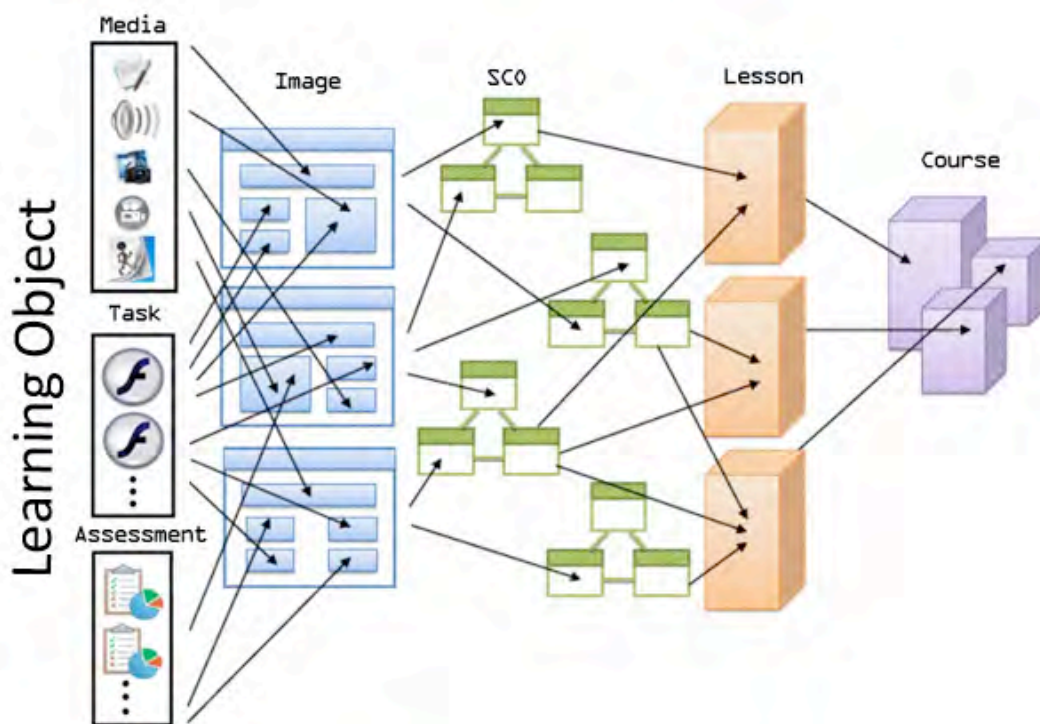 Media
Image
SCO
Lesson
Course
Learning Object
Task
Assessment